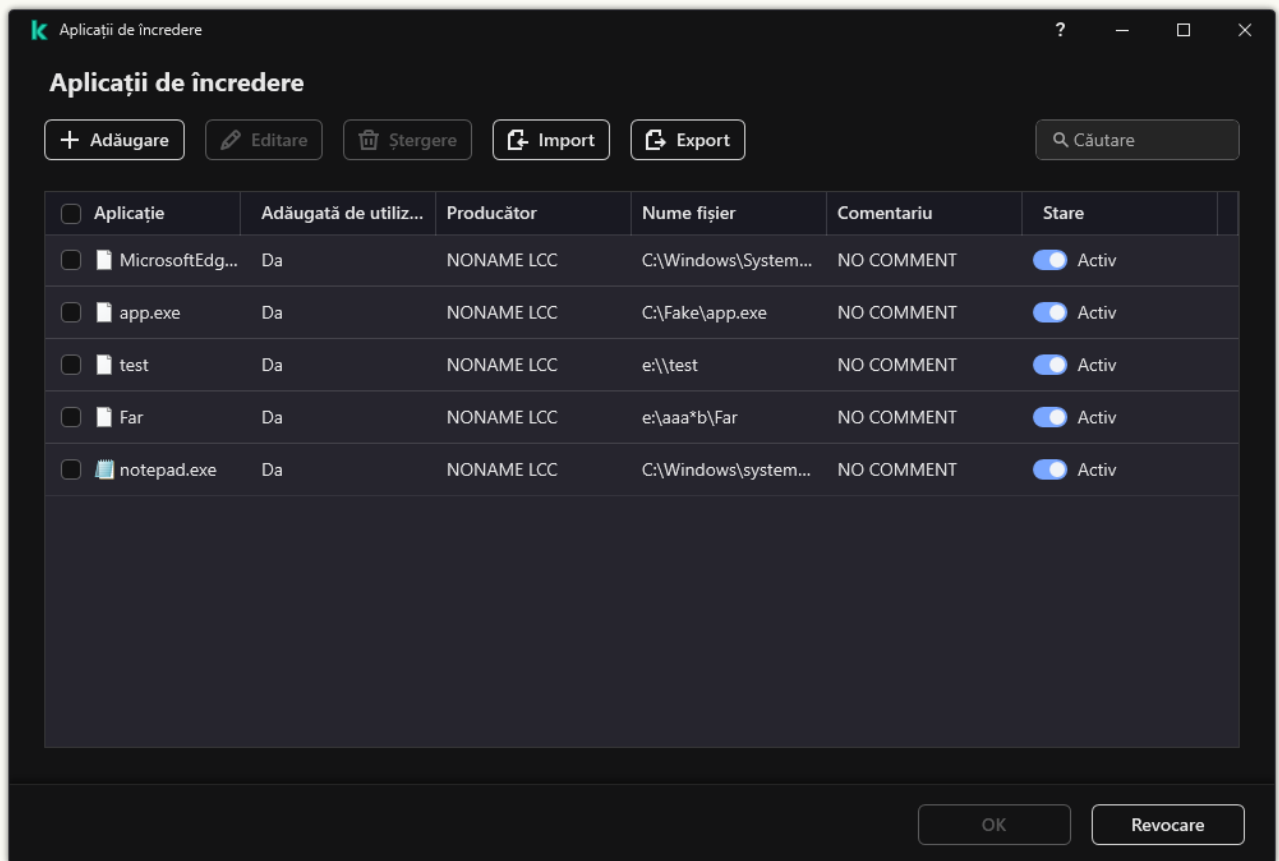 Aplicații de încredere
?
Aplicații de încredere
Adăugare Editare Ștergere Import Export Căutare
Aplicație Adăugată de utiliz... Producător Nume fișier Comentariu Stare
MicrosoftEdg... Da NONAME LCC C:\Windows\System... NO COMMENT Activ
app.exe Da NONAME LCC C:\Fake\app.exe NO COMMENT Activ
test Da NONAME LCC e:\\test NO COMMENT Activ
Far Da NONAME LCC e:\aaa*b\Far NO COMMENT Activ
notepad.exe Da NONAME LCC C:\Windows\system... NO COMMENT Activ
OK Revocare